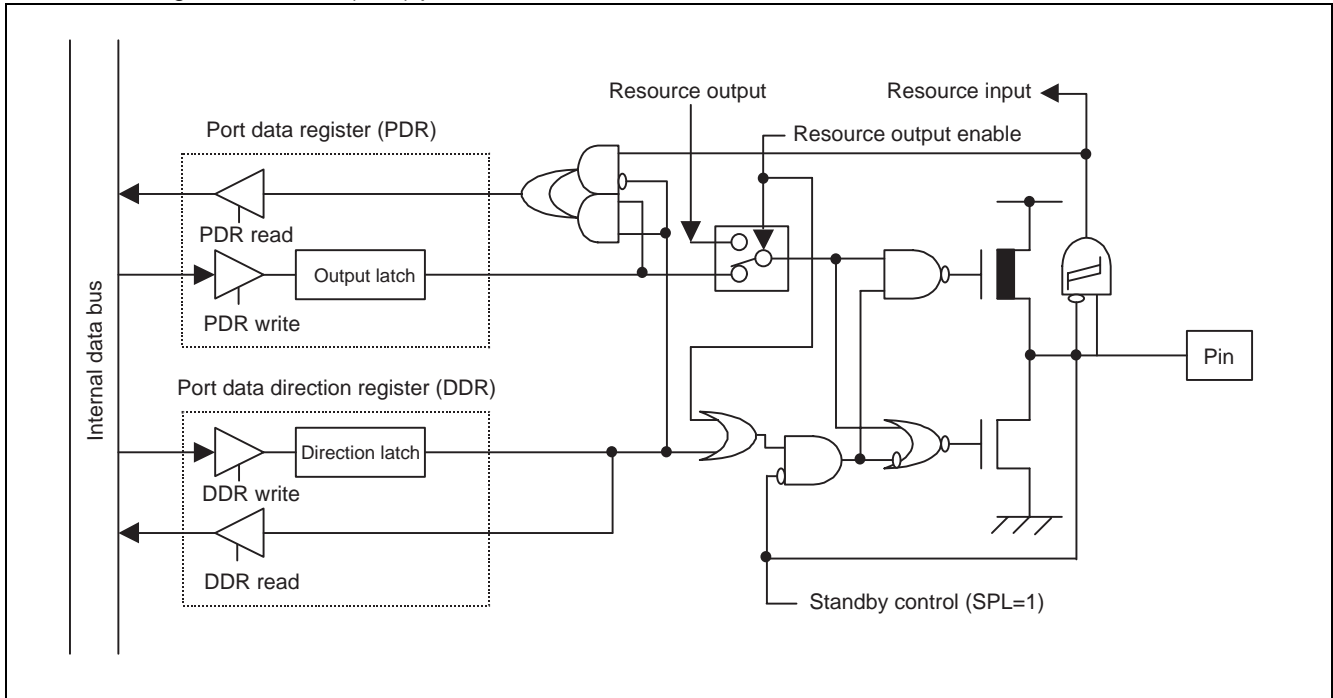 Resource output
Resource input
Port data register (PDR)
Resource output enable
PDR read
Output latch
PDR write
Internal data bus
Pin
Port data direction register (DDR)
Direction latch
DDR write
DDR read
Standby control (SPL=1)